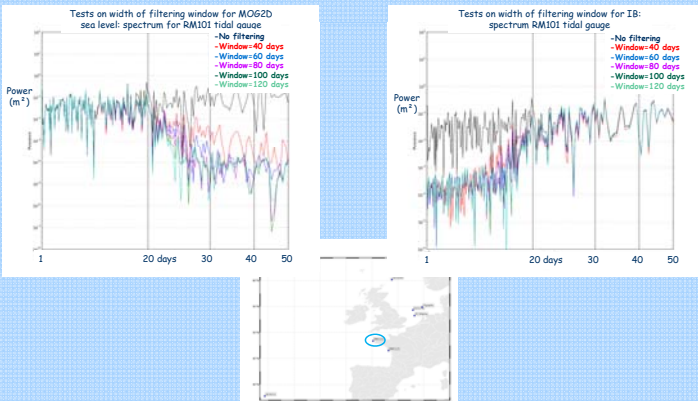 Tests on width of filtering window for MOG2D
sea level: spectrum for RM101 tidal gauge
-No filtering
-Window=40 days
-Window=60 days
-Window=80 days
-Window=100 days
-Window=120 days
Power
(m²)
1 20 days 30 40 50
Tests on width of filtering window for IB:
spectrum RM101 tidal gauge
-No filtering
-Window=40 days
-Window=60 days
-Window=80 days
-Window=100 days
-Window=120 days
Power
(m²)
1 20 days 30 40 50